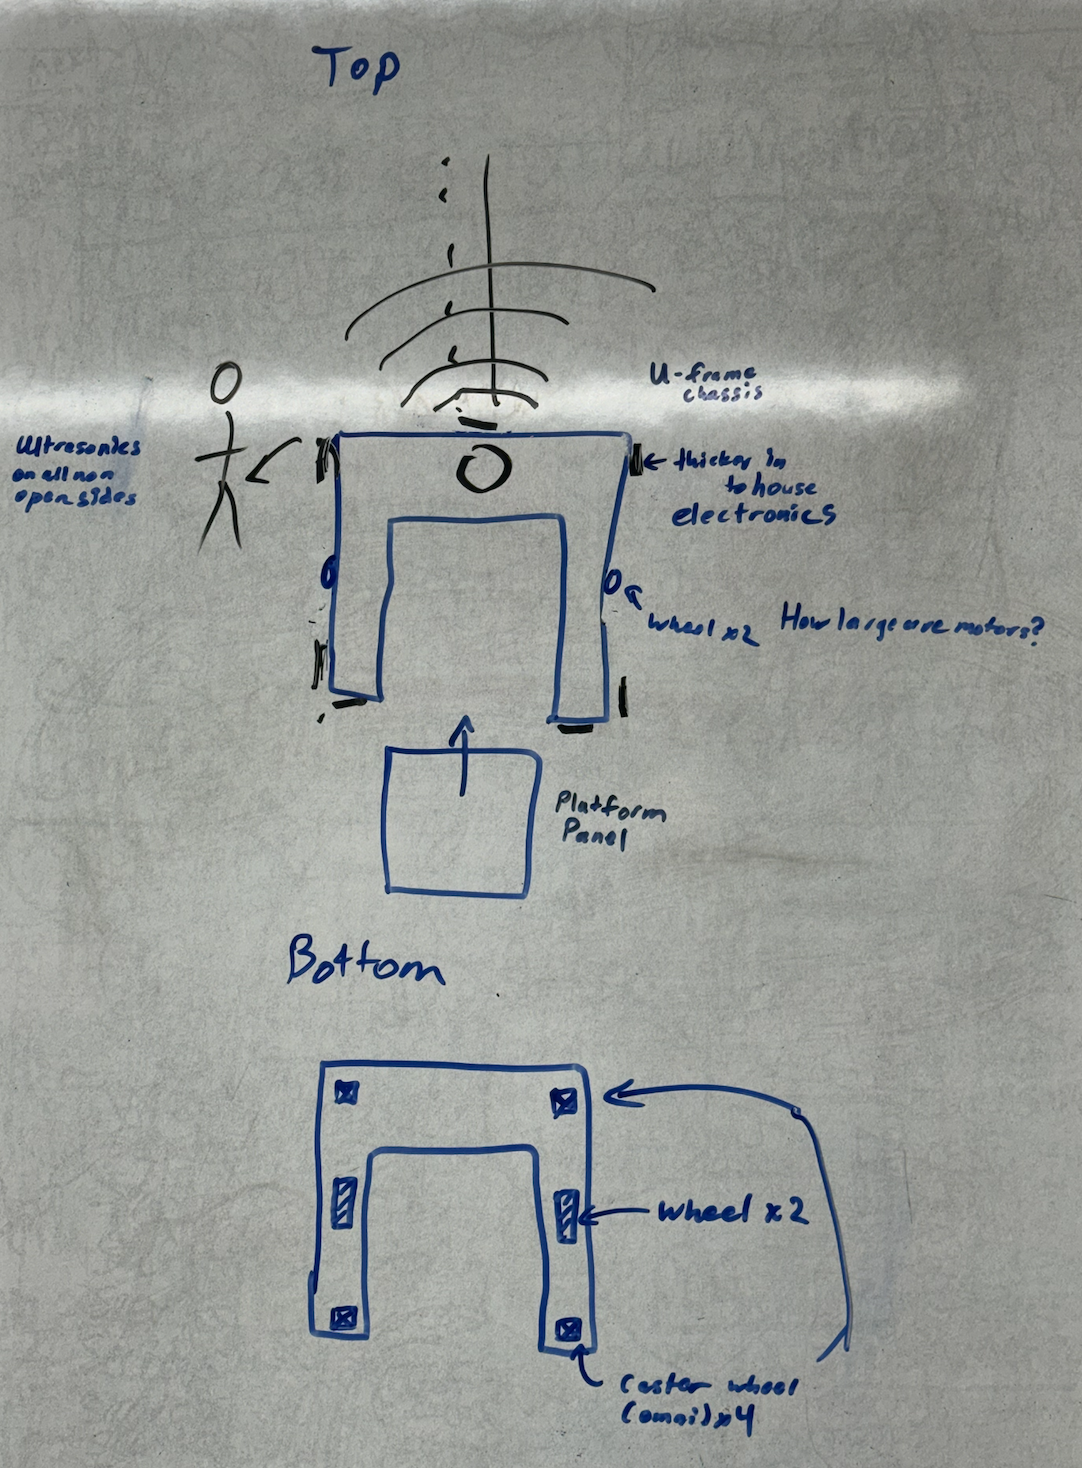 Top
U-frame
chassis
Ultrasonics
on all non
open sides
thicker in
to house
electronics
wheel x2
How large are motors?
Platform
Panel
Bottom
wheel x2
caster wheel
(omni) x4